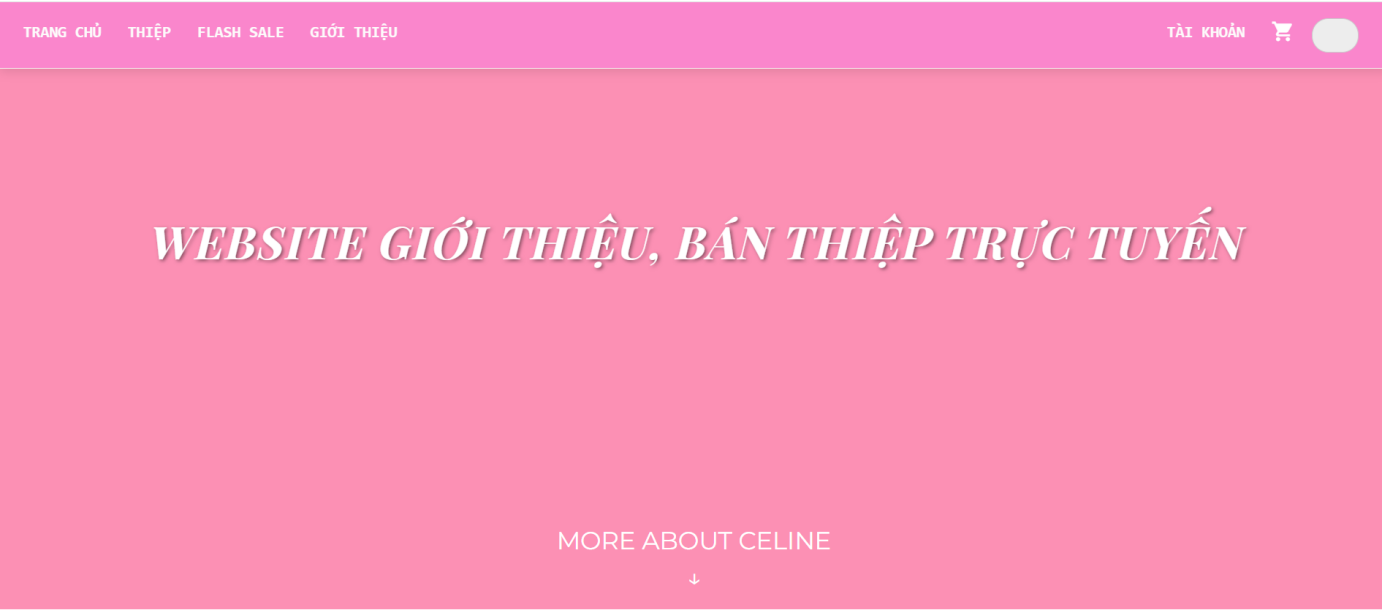 TRANG CHỦ THIỆP FLASH SALE GIỚI THIỆU TÀI KHOẢN
WEBSITE GIỚI THIỆU, BÁN THIỆP TRỰC TUYẾN
MORE ABOUT CELINE